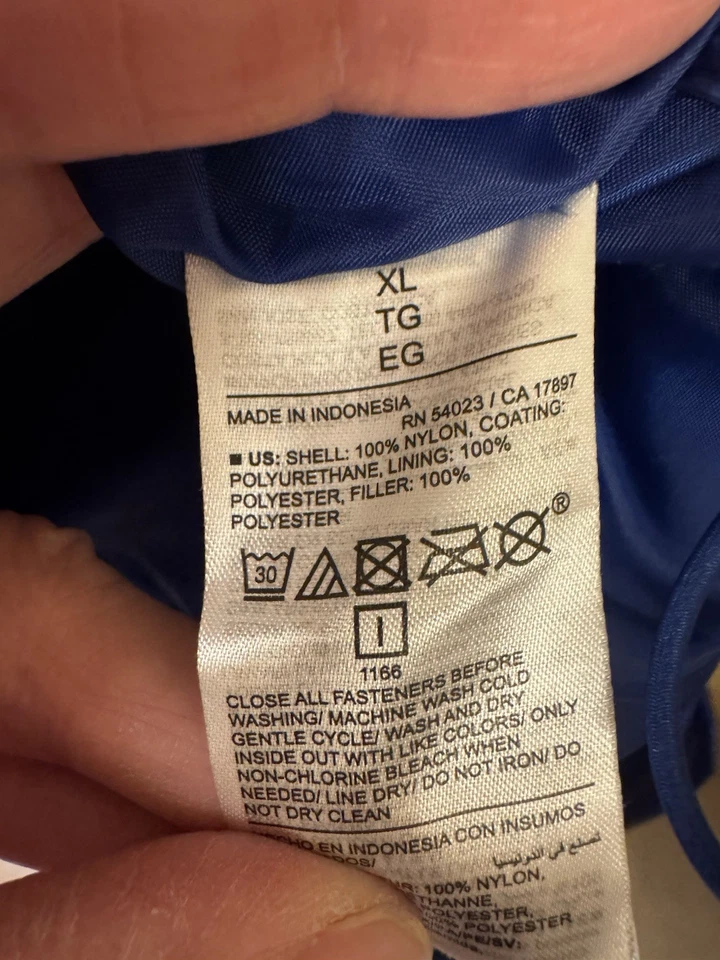 XL
TG
EG
MADE IN INDONESIA
RN 54023 / CA 17897
■ US: SHELL: 100% NYLON, COATING:
POLYURETHANE, LINING: 100%
POLYESTER, FILLER: 100%
POLYESTER
30
®
1166
CLOSE ALL FASTENERS BEFORE
WASHING/ MACHINE WASH COLD
GENTLE CYCLE/ WASH AND DRY
INSIDE OUT WITH LIKE COLORS/ ONLY
NON-CHLORINE BLEACH WHEN
NEEDED/ LINE DRY/ DO NOT IRON/ DO
NOT DRY CLEAN
EN INDONESIA CON INSUMOS
100% NYLON,
POLYESTER,
POLYESTER